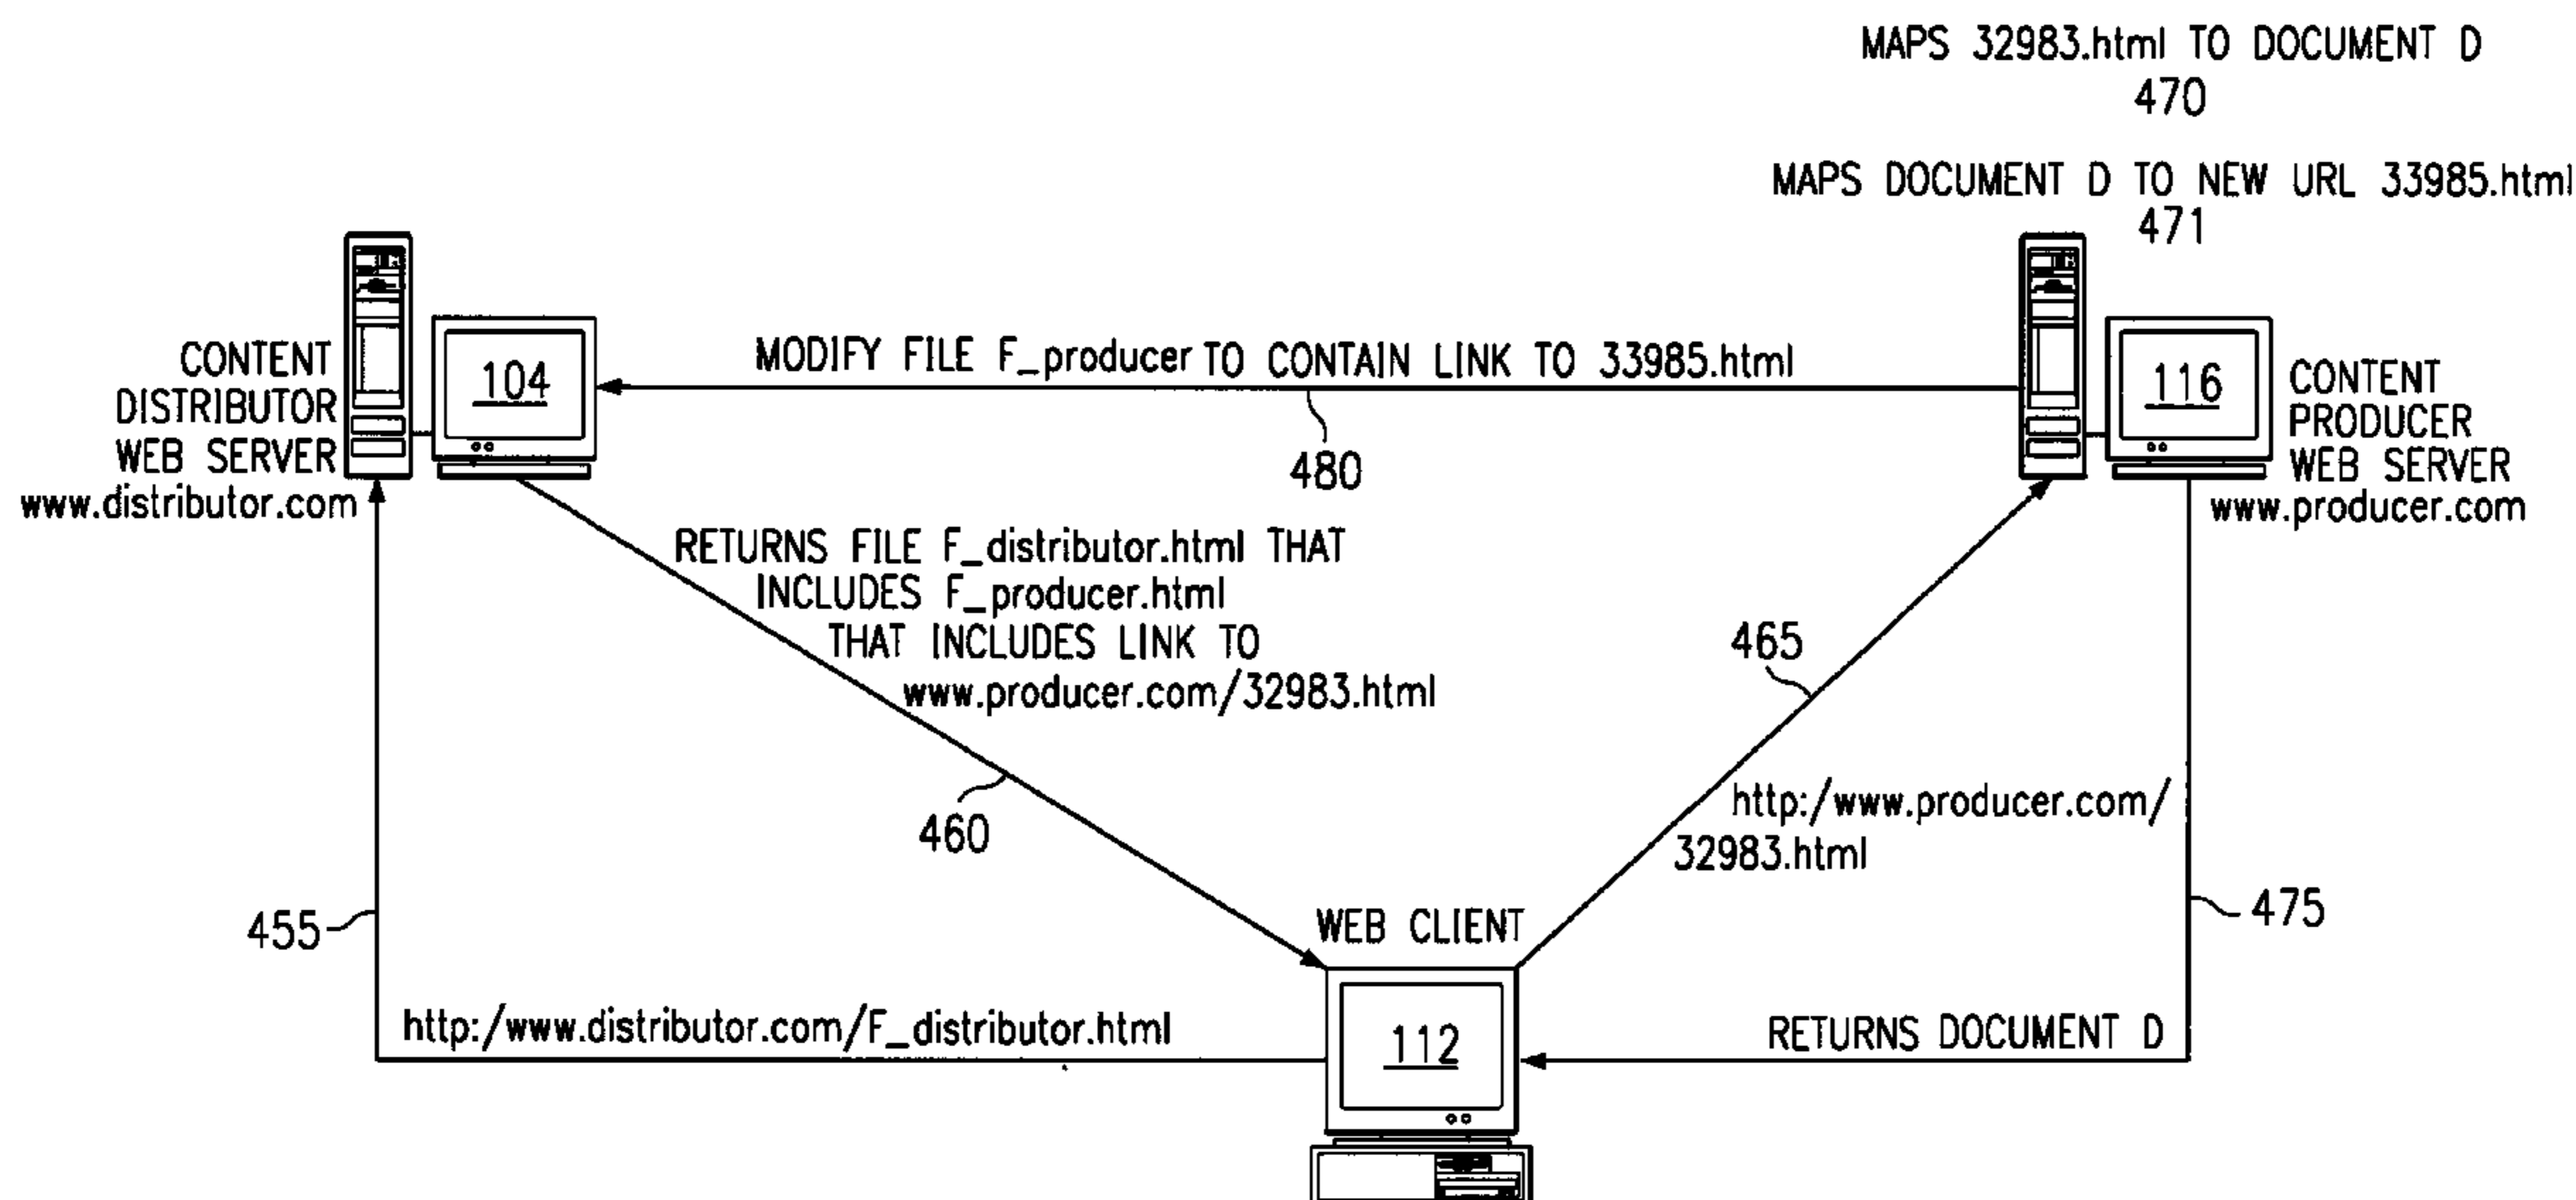 MAPS 32983.html TO DOCUMENT D
470
MAPS DOCUMENT D TO NEW URL 33985.html
471
CONTENT
DISTRIBUTOR
WEB SERVER
www.distributor.com
104
MODIFY FILE F_producer TO CONTAIN LINK TO 33985.html
480
116
CONTENT
PRODUCER
WEB SERVER
www.producer.com
RETURNS FILE F_distributor.html THAT
INCLUDES F_producer.html
THAT INCLUDES LINK TO
www.producer.com/32983.html
460
465
http:/www.producer.com/
32983.html
455
475
WEB CLIENT
http:/www.distributor.com/F_distributor.html
112
RETURNS DOCUMENT D